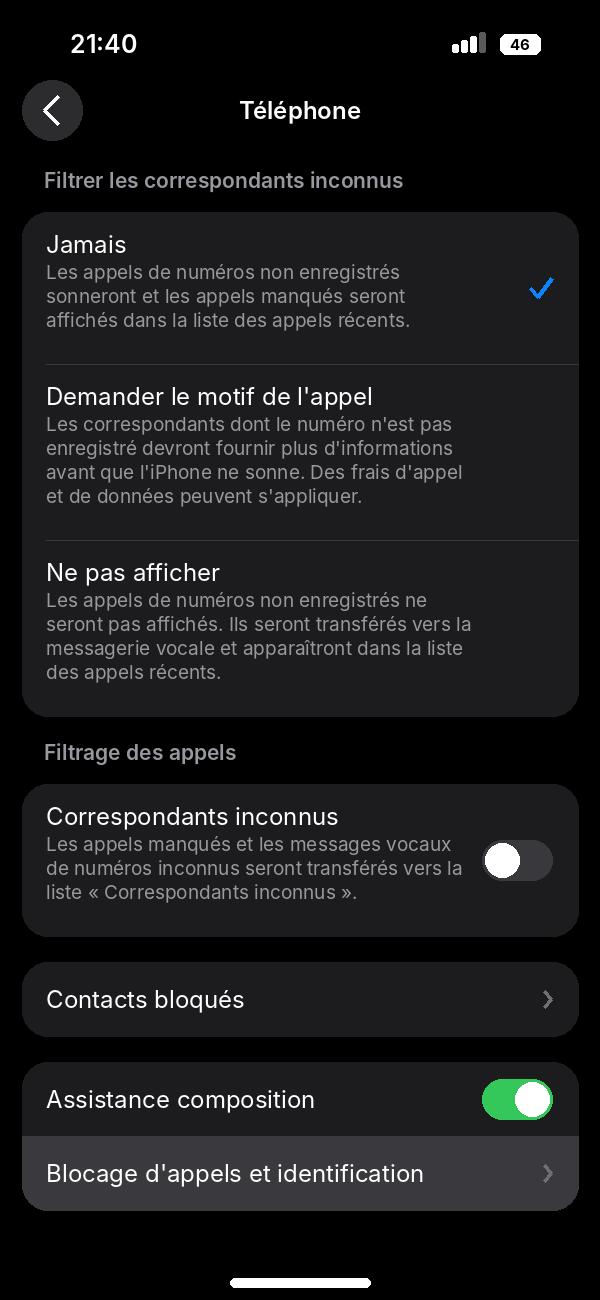 21:40
46
Téléphone
Filtrer les correspondants inconnus
Jamais
Les appels de numéros non enregistrés
sonneront et les appels manqués seront
affichés dans la liste des appels récents.
Demander le motif de l'appel
Les correspondants dont le numéro n'est pas
enregistré devront fournir plus d'informations
avant que l'iPhone ne sonne. Des frais d'appel
et de données peuvent s'appliquer.
Ne pas afficher
Les appels de numéros non enregistrés ne
seront pas affichés. Ils seront transférés vers la
messagerie vocale et apparaîtront dans la liste
des appels récents.
Filtrage des appels
Correspondants inconnus
Les appels manqués et les messages vocaux
de numéros inconnus seront transférés vers la
liste « Correspondants inconnus ».
Contacts bloqués
Assistance composition
Blocage d'appels et identification